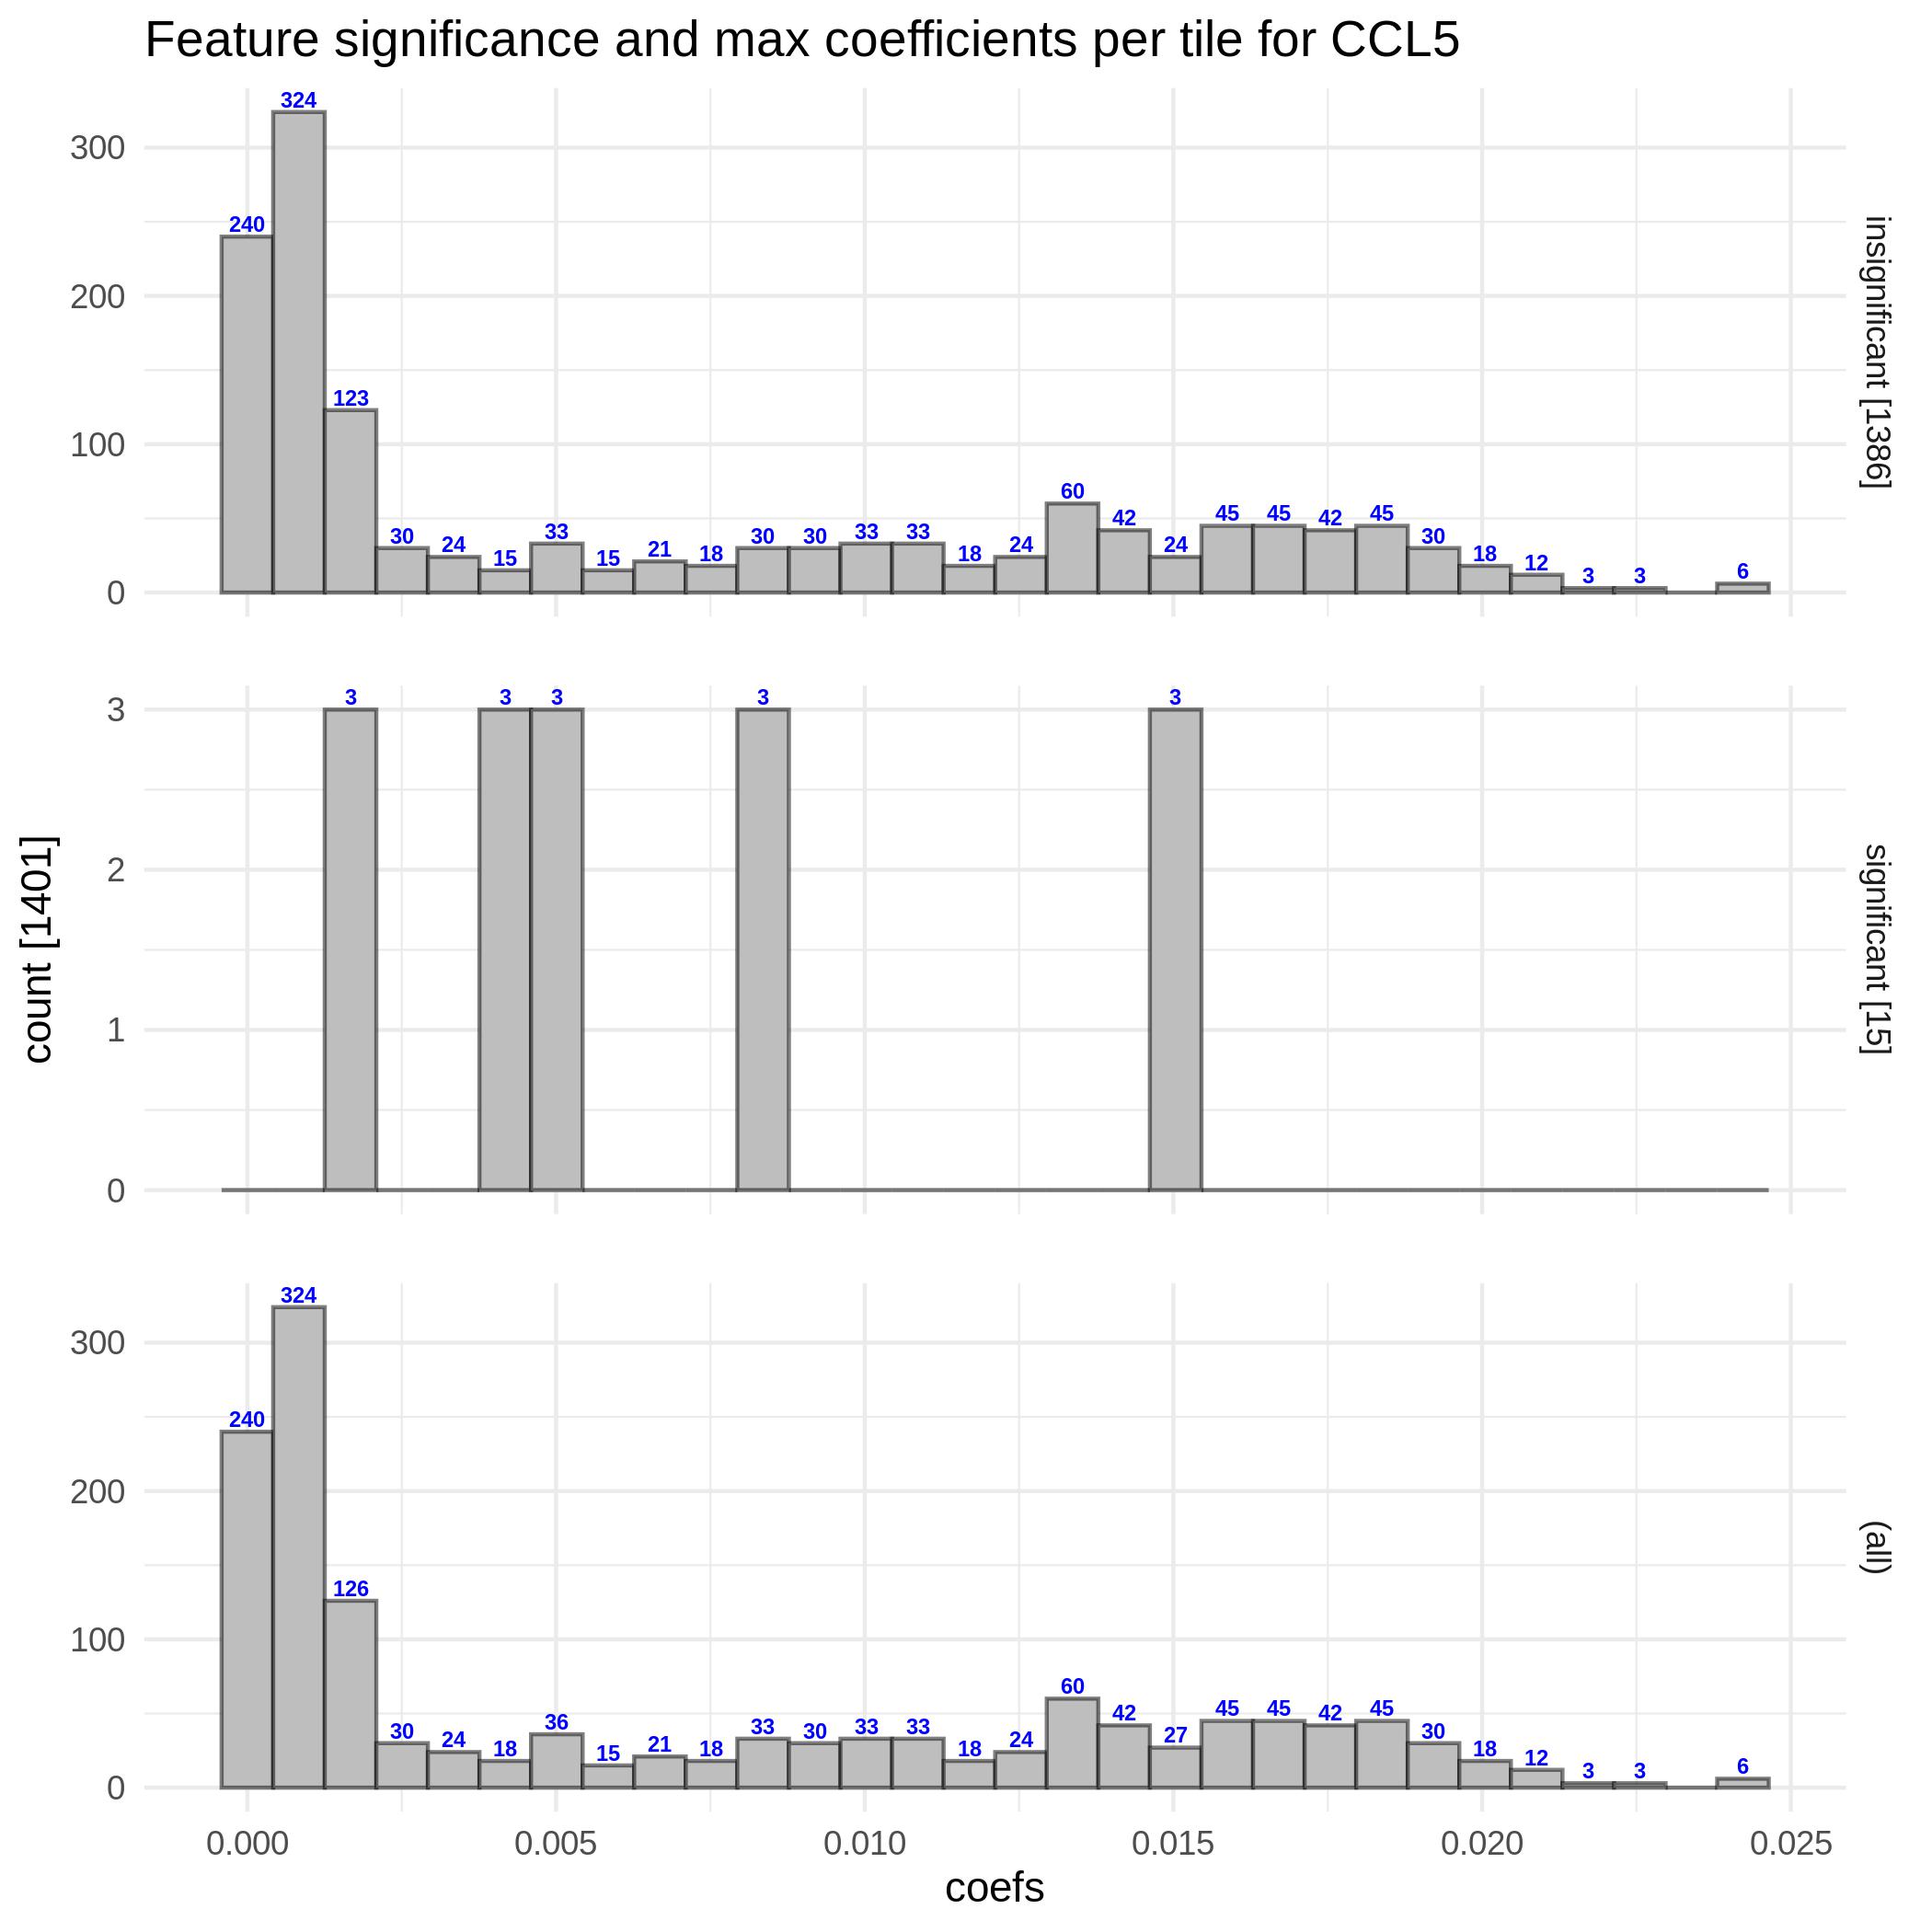 Feature significance and max coefficients per tile for CCL5
324
300
240
200
123
100
60
30 24 15 33 15 21 18 30 30 33 33 18 24 42 24 45 45 42 45 30 18 12 3 3 6
0
insignificant [1386]
3 3 3 3 3
3
2
1
0
significant [15]
count [1401]
324
300
240
200
126
100
60
30 24 18 36 15 21 18 33 30 33 33 18 24 42 27 45 45 42 45 30 18 12 3 3 6
0
(all)
0.000 0.005 0.010 0.015 0.020 0.025
coefs